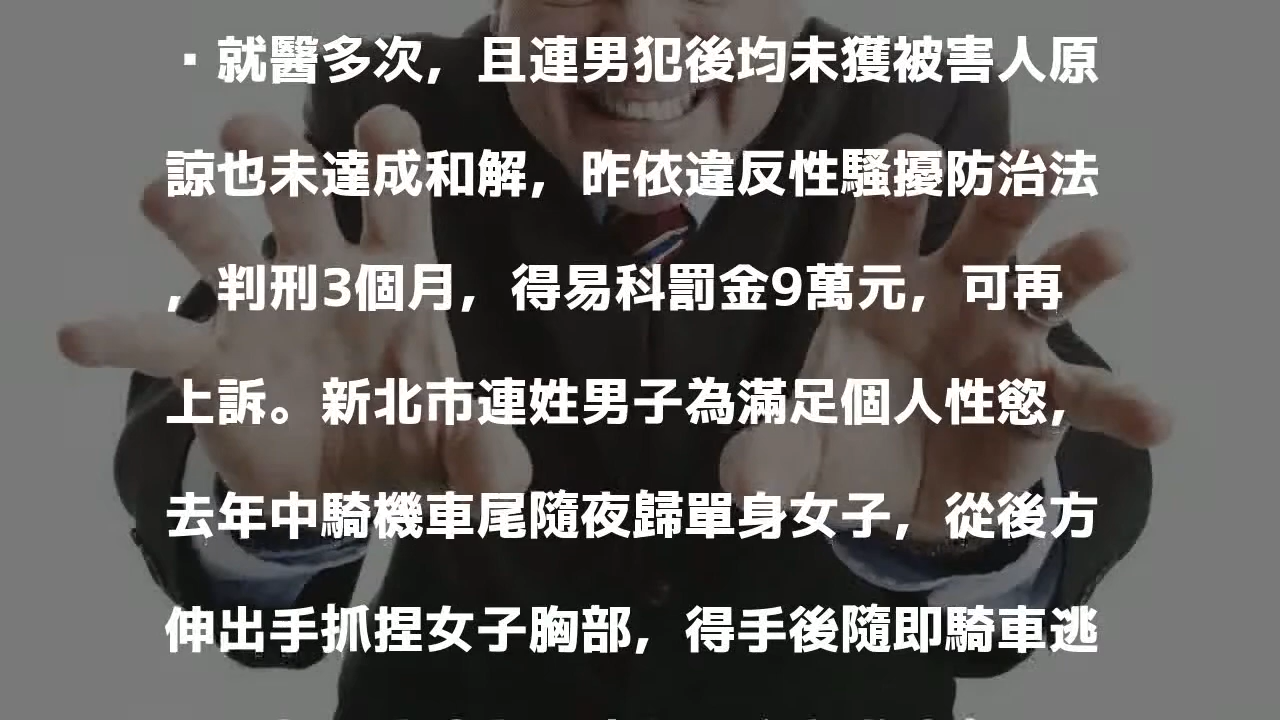 ·就醫多次，且連男犯後均未獲被害人原
諒也未達成和解，昨依違反性騷擾防治法
，判刑3個月，得易科罰金9萬元，可再
上訴。新北市連姓男子為滿足個人性慾，
去年中騎機車尾隨夜歸單身女子，從後方
伸出手抓捏女子胸部，得手後隨即騎車逃